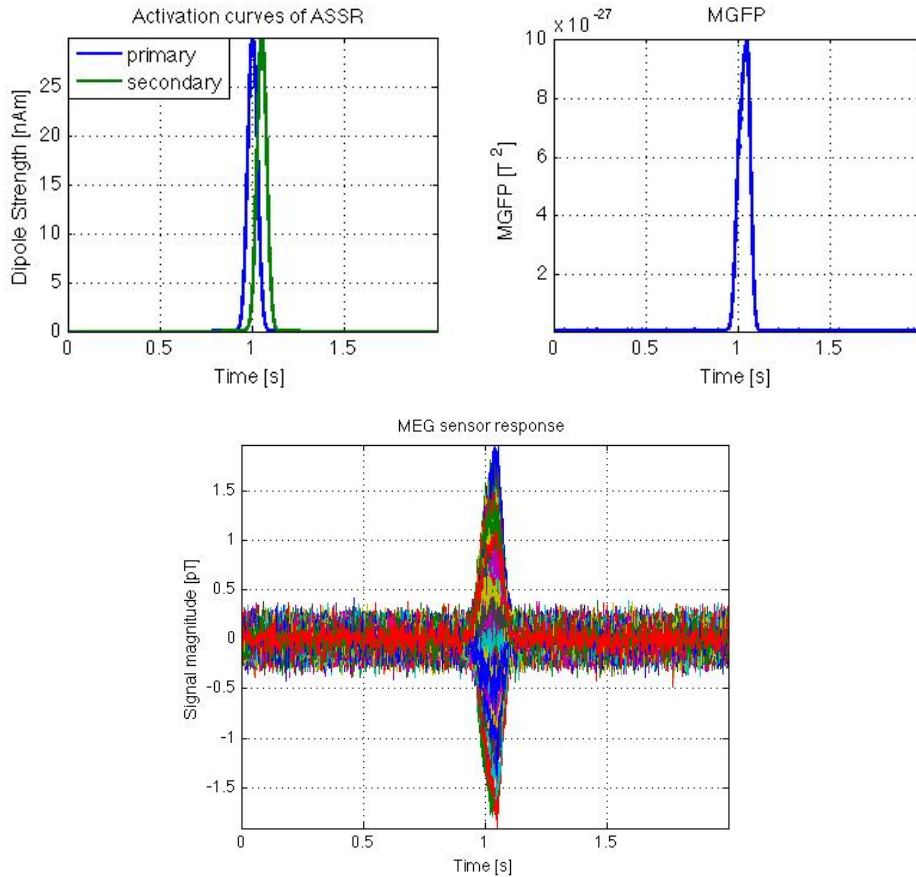 Activation curves of ASSR
primary
secondary
Dipole Strength [nAm]
25
20
15
10
5
0
0 0.5 1 1.5
Time [s]
MGFP
x 10 -27
10
8
6
4
2
MGFP [T 2]
0 0.5 1 1.5
Time [s]
MEG sensor response
Signal magnitude [pT]
1.5
1
0.5
0
-0.5
-1
-1.5
0 0.5 1 1.5
Time [s]